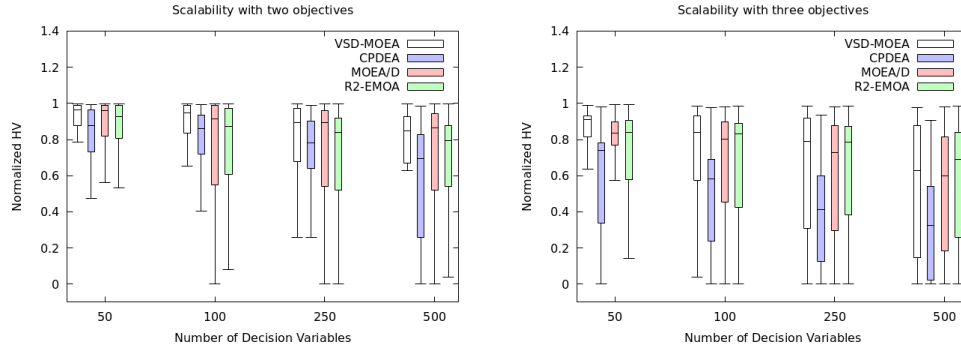 Scalability with two objectives
1.4
1.2
1
0.8
0.6
0.4
0.2
0
Normalized HV
VSD-MOEA
CPDEA
MOEA/D
R2-EMOA
50
100
250
500
Number of Decision Variables
Scalability with three objectives
1.4
1.2
1
0.8
0.6
0.4
0.2
0
Normalized HV
VSD-MOEA
CPDEA
MOEA/D
R2-EMOA
50
100
250
500
Number of Decision Variables